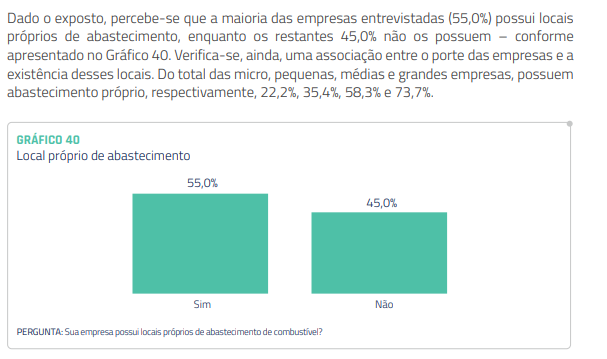 Dado o exposto, percebe-se que a maioria das empresas entrevistadas (55,0%) possui locais
próprios de abastecimento, enquanto os restantes 45,0% não os possuem – conforme
apresentado no Gráfico 40. Verifica-se, ainda, uma associação entre o porte das empresas e a
existência desses locais. Do total das micro, pequenas, médias e grandes empresas, possuem
abastecimento próprio, respectivamente, 22,2%, 35,4%, 58,3% e 73,7%.
GRÁFICO 40
Local próprio de abastecimento
55,0%
45,0%
Sim
Não
PERGUNTA: Sua empresa possui locais próprios de abastecimento de combustível?